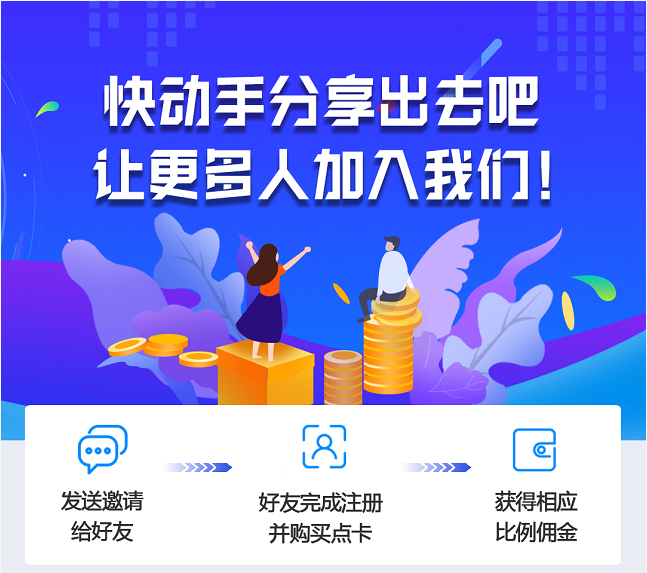 快动手分享出去吧
让更多人加入我们!
发送邀请
给好友
好友完成注册
并购买点卡
获得相应
比例佣金